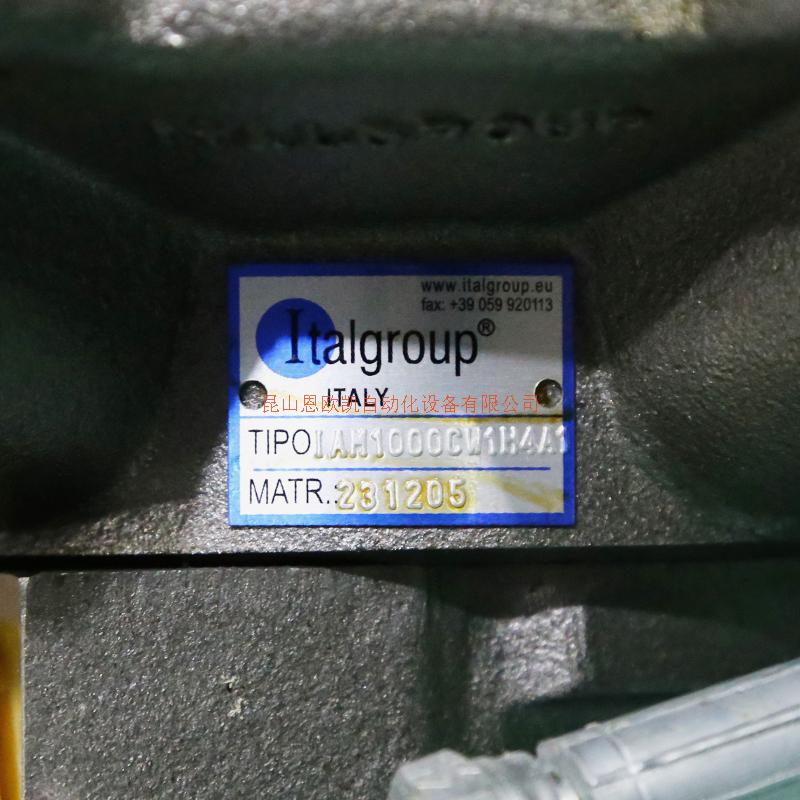 www.italgroup.eu
fax: +39 059 920113
Italgroup®
ITALY
昆山恩欧凯自动化设备有限公司
TIPO IAM1000CW1H4A1
MATR.: 231205